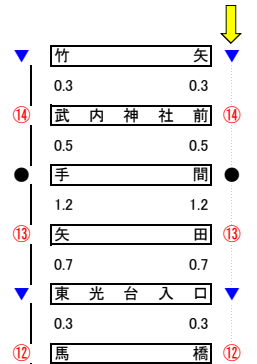 ▼ 竹矢 ▼
0.3 0.3
⑭ 武内神社前 ⑭
0.5 0.5
● 手間 ●
1.2 1.2
⑬ 矢田 ⑬
0.7 0.7
▼ 東光台入口 ▼
0.3 0.3
⑫ 馬橋 ⑫